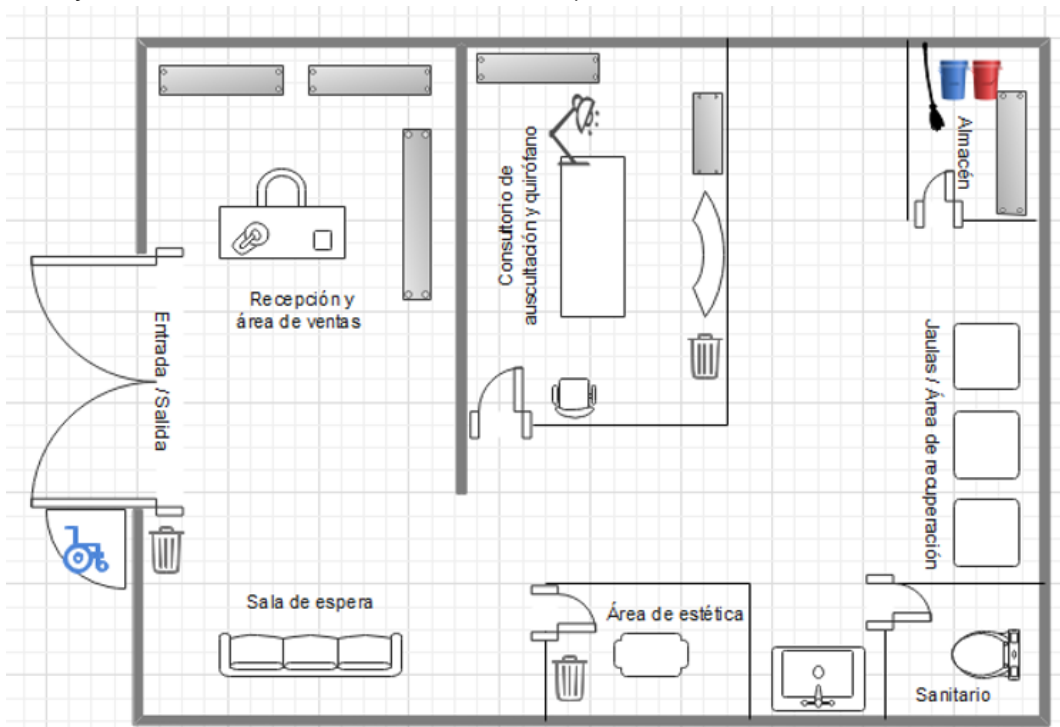 Recepción y
área de ventas
Entrada / Salida
Consultorio de
auscultación y quirófano
Almacén
Jaulas / Área de recuperación
Sala de espera
Área de estética
Sanitario